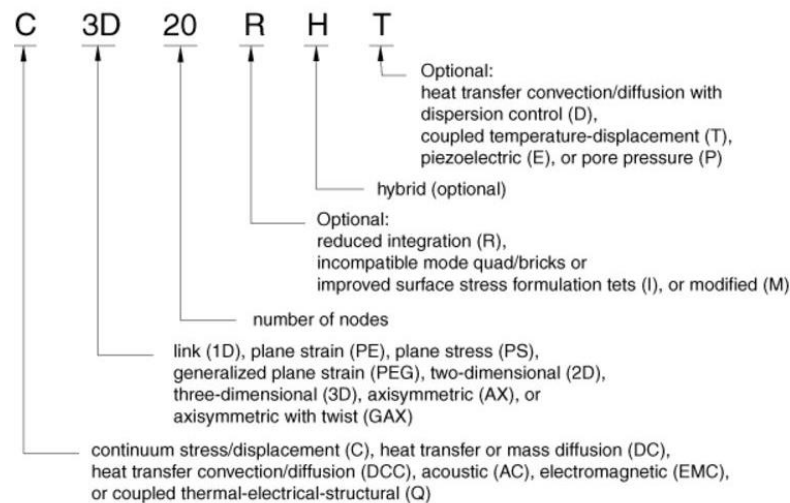 C 3D 20 R H T
Optional:
heat transfer convection/diffusion with
dispersion control (D),
coupled temperature-displacement (T),
piezoelectric (E), or pore pressure (P)
hybrid (optional)
Optional:
reduced integration (R),
incompatible mode quad/bricks or
improved surface stress formulation tets (I), or modified (M)
number of nodes
link (1D), plane strain (PE), plane stress (PS),
generalized plane strain (PEG), two-dimensional (2D),
three-dimensional (3D), axisymmetric (AX), or
axisymmetric with twist (GAX)
continuum stress/displacement (C), heat transfer or mass diffusion (DC),
heat transfer convection/diffusion (DCC), acoustic (AC), electromagnetic (EMC),
or coupled thermal-electrical-structural (Q)